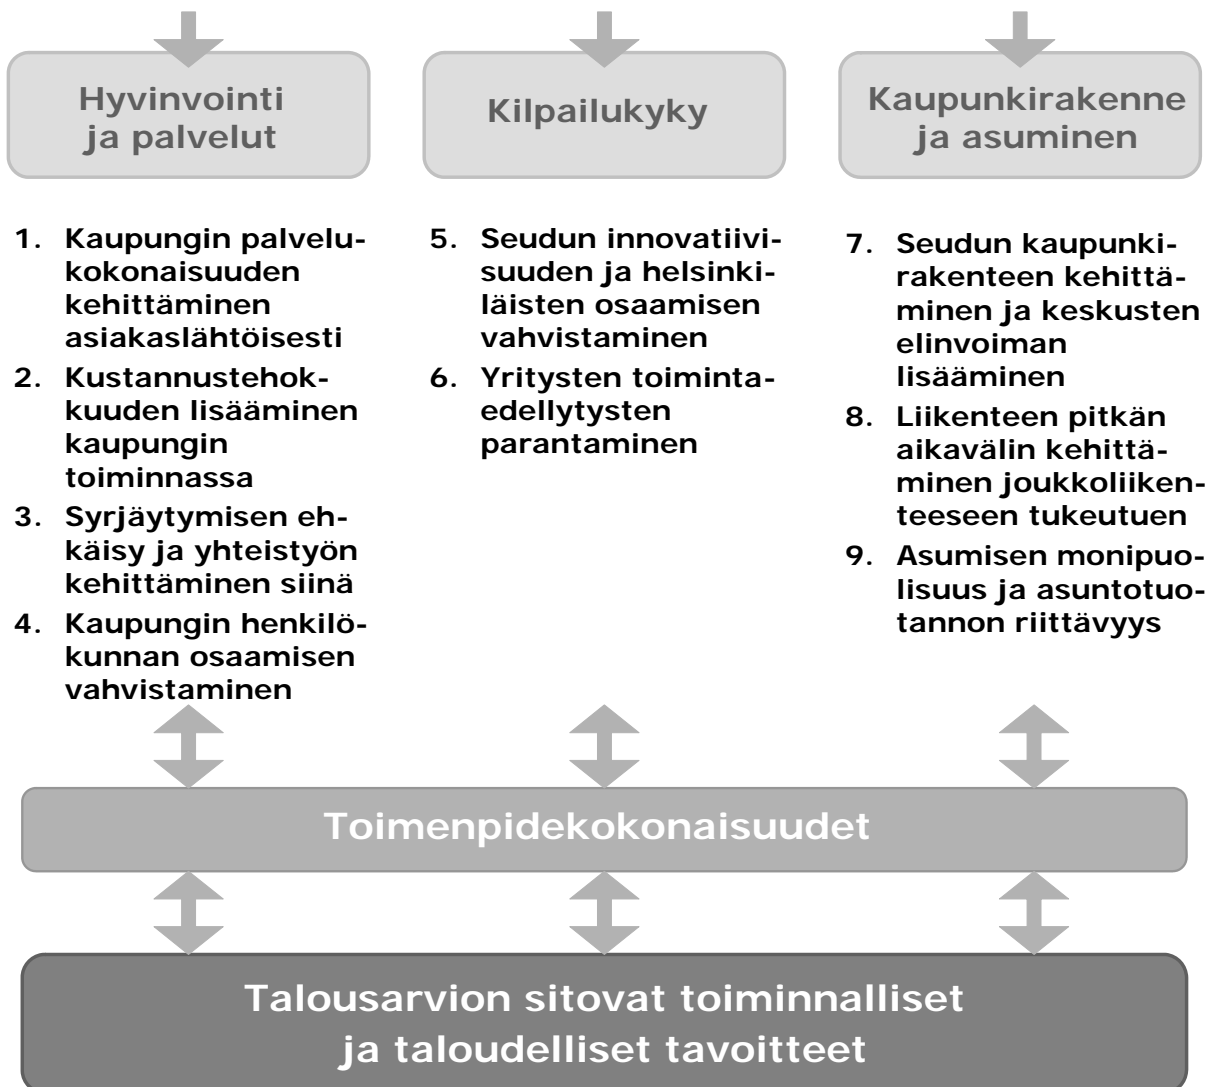 Hyvinvointi
ja palvelut
Kilpailukyky
Kaupunkirakenne
ja asuminen
1. Kaupungin palvelu-
kokonaisuuden
kehittäminen
asiakaslähtöisesti
2. Kustannustehok-
kuuden lisääminen
kaupungin
toiminnassa
3. Syrjäytymisen eh-
käisy ja yhteistyön
kehittäminen siinä
4. Kaupungin henkilö-
kunnan osaamisen
vahvistaminen
5. Seudun innovatiivi-
suuden ja helsinki-
läisten osaamisen
vahvistaminen
6. Yritysten toiminta-
edellytysten
parantaminen
7. Seudun kaupunki-
rakenteen kehittä-
minen ja keskusten
elinvoiman
lisääminen
8. Liikenteen pitkän
aikavälin kehittä-
minen joukkoliiken-
teeseen tukeutuen
9. Asumisen monipuo-
lisuus ja asuntotuo-
tannon riittävyys
Toimenpidekokonaisuudet
Talousarvion sitovat toiminnalliset
ja taloudelliset tavoitteet